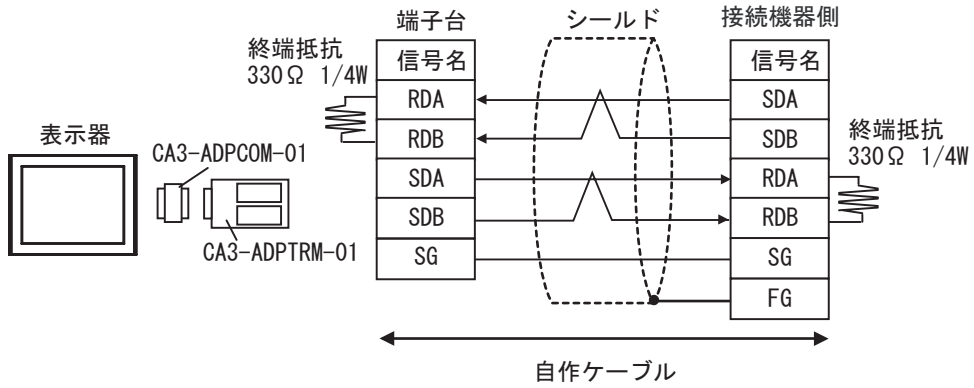 端子台
シールド
接続機器側
終端抵抗
330Ω 1/4W
信号名
信号名
RDA
SDA
表示器
RDB
SDB
終端抵抗
330Ω 1/4W
CA3-ADPCOM-01
SDA
RDA
SDB
RDB
CA3-ADPTRM-01
SG
SG
FG
自作ケーブル